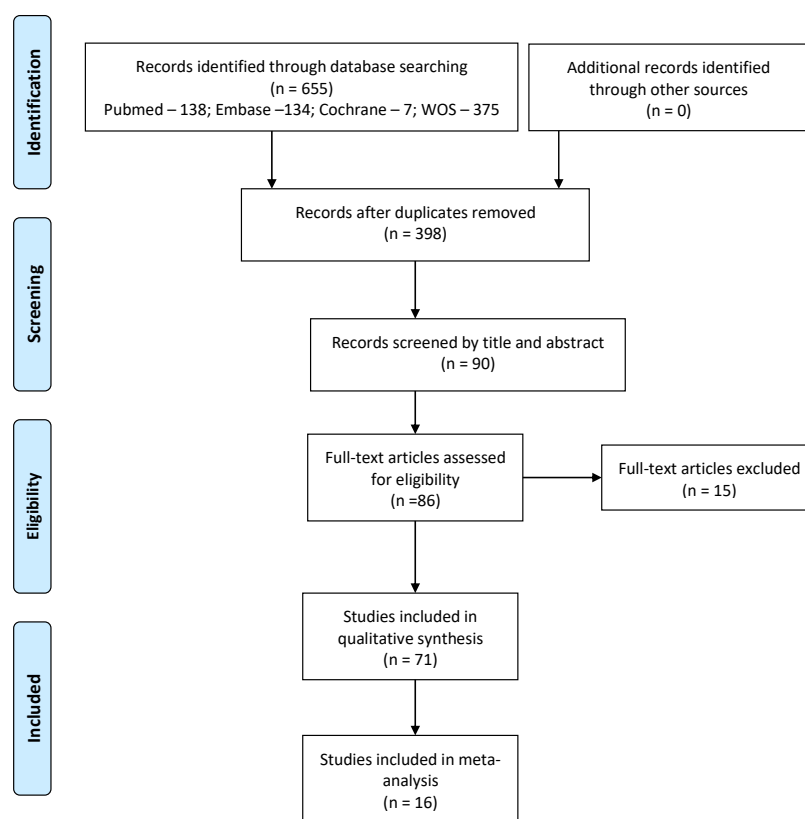 Identification
Records identified through database searching
(n = 655)
Pubmed – 138; Embase –134; Cochrane – 7; WOS – 375
Additional records identified
through other sources
(n = 0)
Records after duplicates removed
(n = 398)
Screening
Records screened by title and abstract
(n = 90)
Eligibility
Full-text articles assessed
for eligibility
(n =86)
Full-text articles excluded
(n = 15)
Studies included in
qualitative synthesis
(n = 71)
Included
Studies included in meta-
analysis
(n = 16)